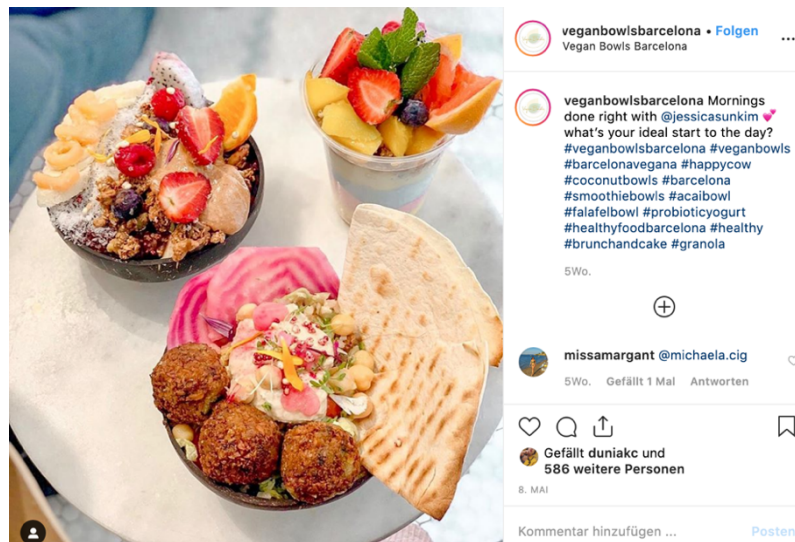 veganbowlsbarcelona • Folgen
Vegan Bowls Barcelona
veganbowlsbarcelona Mornings
done right with @jessicasunkim 💕
what's your ideal start to the day?
#veganbowlsbarcelona #veganbowls
#barcelonavegana #happycow
#coconutbowls #barcelona
#smoothiebowls #acaibowl
#falafelbowl #probioticyogurt
#healthyfoodbarcelona #healthy
#brunchandcake #granola
5Wo.
missamargant @michaela.cig
5Wo. Gefällt 1 Mal Antworten
Gefällt duniakc und
586 weitere Personen
8. MAI
Kommentar hinzufügen ... Posten